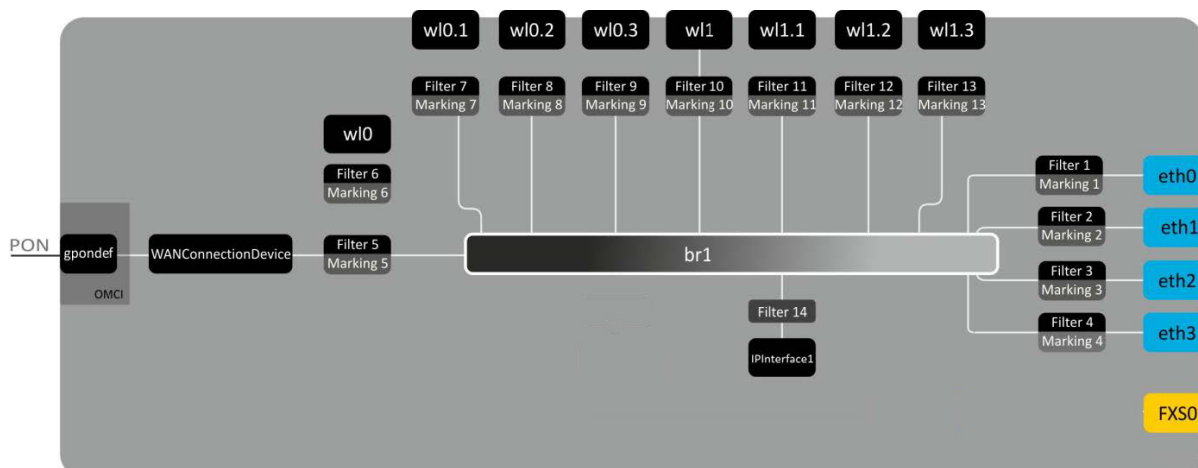 wl0.1 wl0.2 wl0.3 wl1 wl1.1 wl1.2 wl1.3
Filter 7 Filter 8 Filter 9 Filter 10 Filter 11 Filter 12 Filter 13
Marking 7 Marking 8 Marking 9 Marking 10 Marking 11 Marking 12 Marking 13
wl0
Filter 6
Marking 6
Filter 1
Marking 1
eth0
Filter 2
Marking 2
eth1
PON
gpondef
OMCI
WANConnectionDevice
Filter 5
Marking 5
br1
Filter 3
Marking 3
eth2
Filter 14
IPInterface1
Filter 4
Marking 4
eth3
FXS0